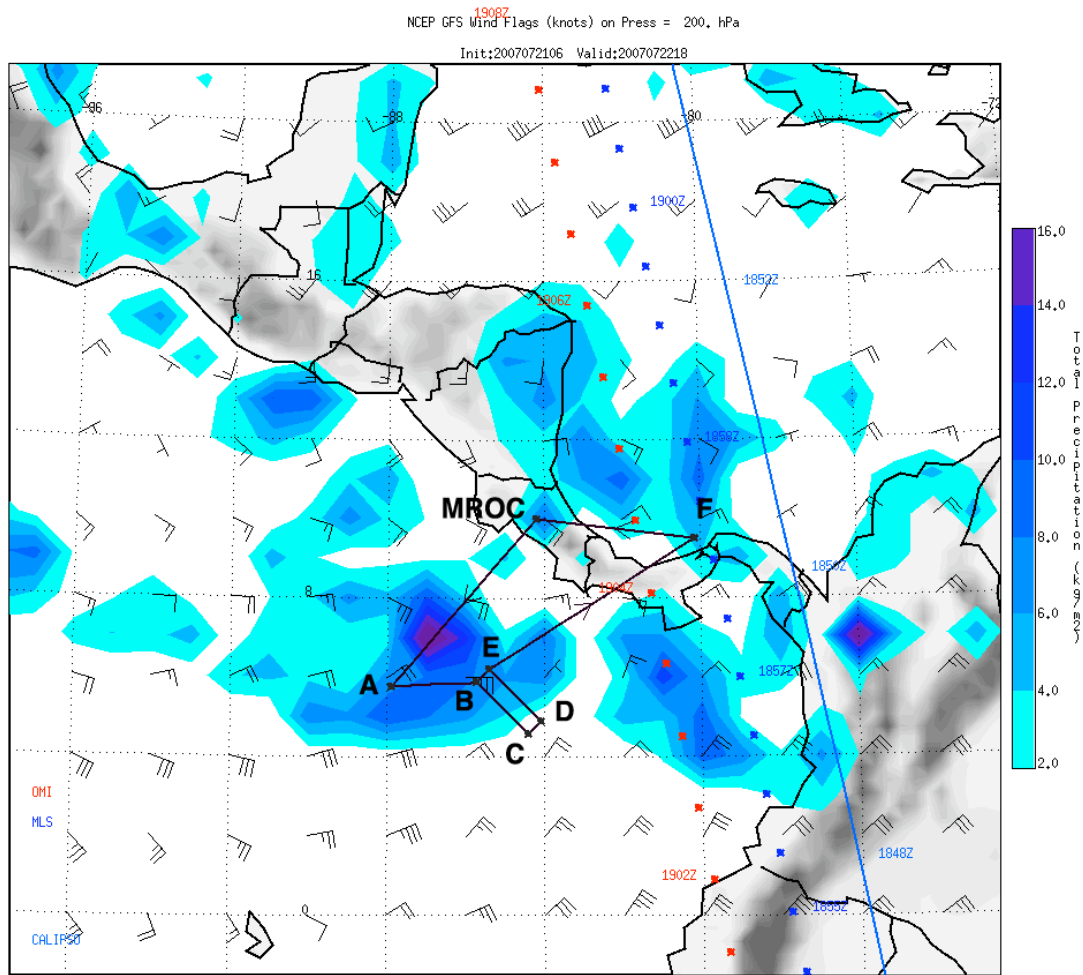 1908Z
NCEP GFS Wind Flags (knots) on Press = 200. hPa
Init:2007072106 Valid:2007072218
-96
-88
-80
-72
1900Z
1852Z
16
1906Z
16.0
14.0
12.0
10.0
8.0
6.0
4.0
2.0
Total Precipitation (kg/m2)
1858Z
MROC
F
1850Z
1904Z
8
E
1857Z
A
B
D
C
OMI
MLS
1848Z
1902Z
0
1855Z
CALIPSO